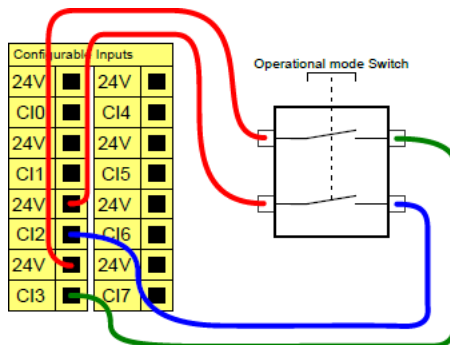 Configurable Inputs
Operational mode Switch
24V 24V
CI0 CI4
24V 24V
CI1 CI5
24V 24V
CI2 CI6
24V 24V
CI3 CI7